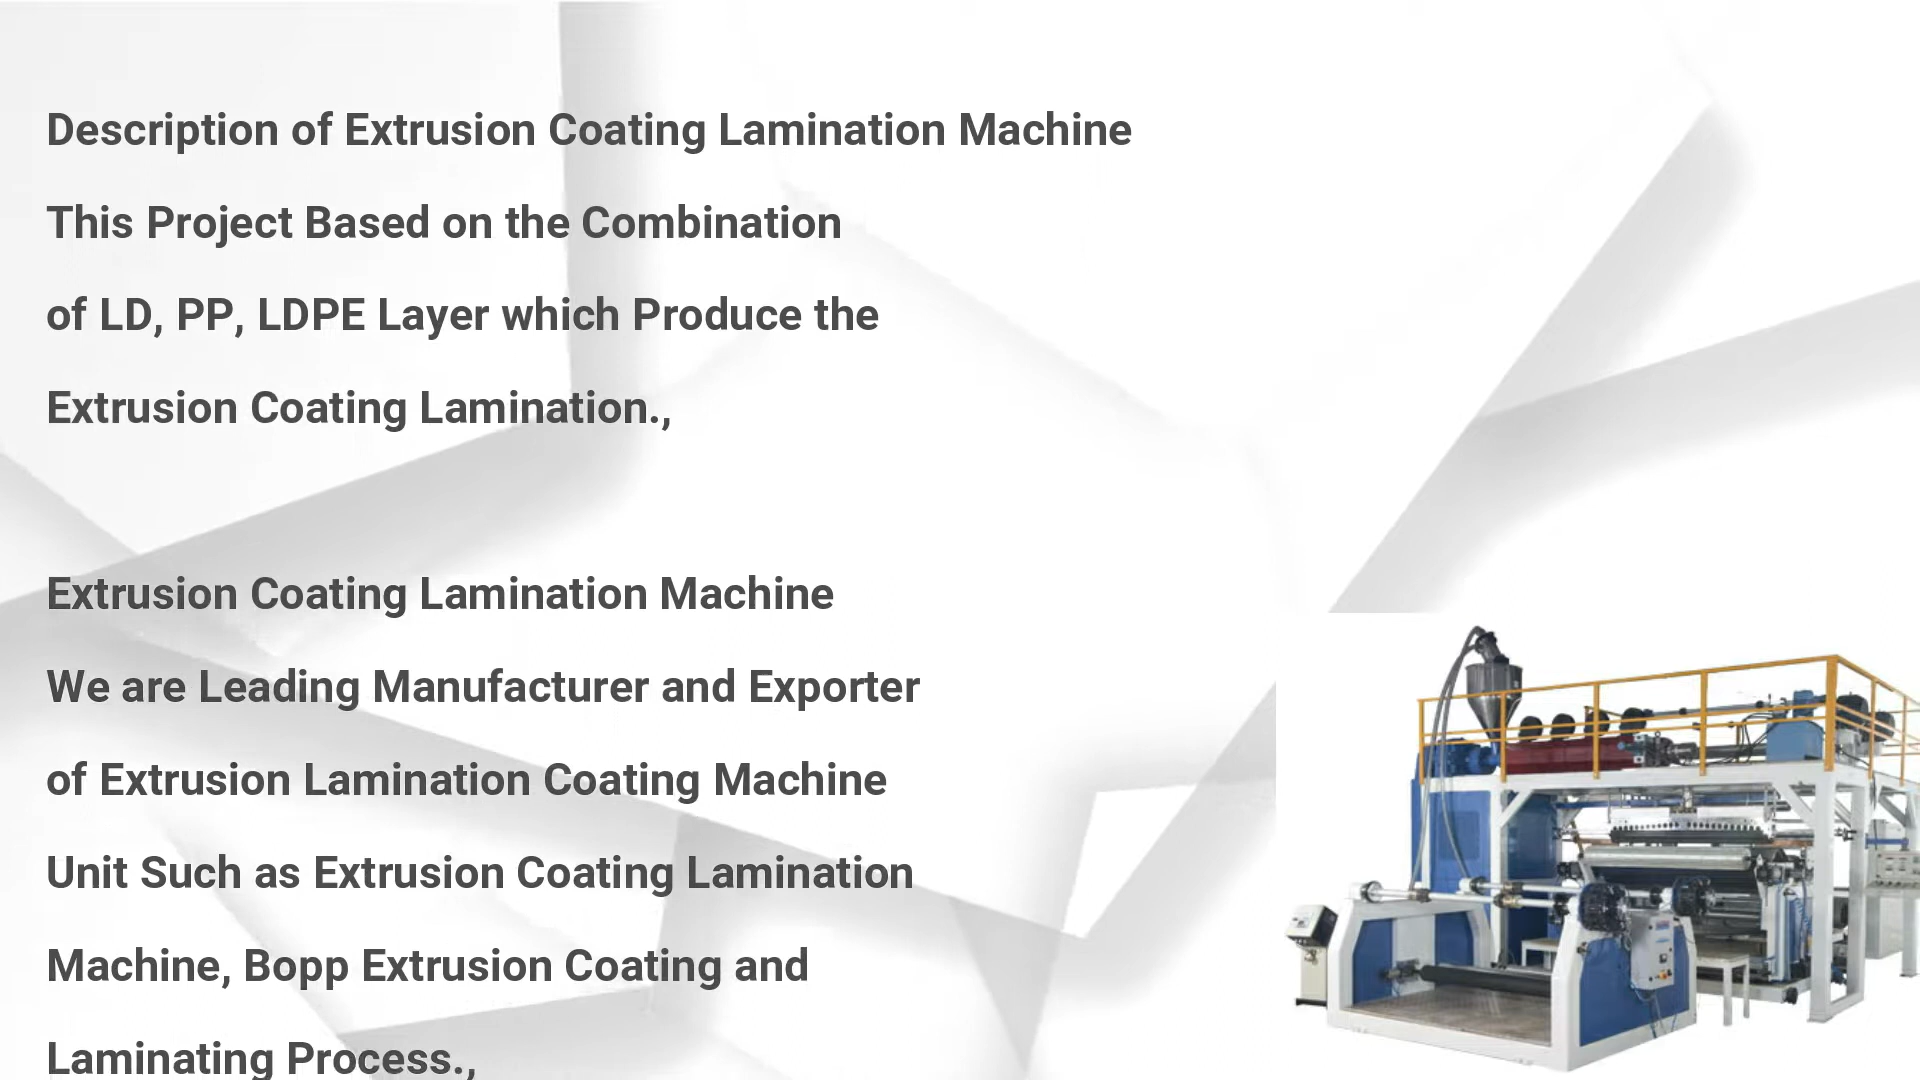 Description of Extrusion Coating Lamination Machine
This Project Based on the Combination
of LD, PP, LDPE Layer which Produce the
Extrusion Coating Lamination.,
Extrusion Coating Lamination Machine
We are Leading Manufacturer and Exporter
of Extrusion Lamination Coating Machine
Unit Such as Extrusion Coating Lamination
Machine, Bopp Extrusion Coating and
Laminating Process.,